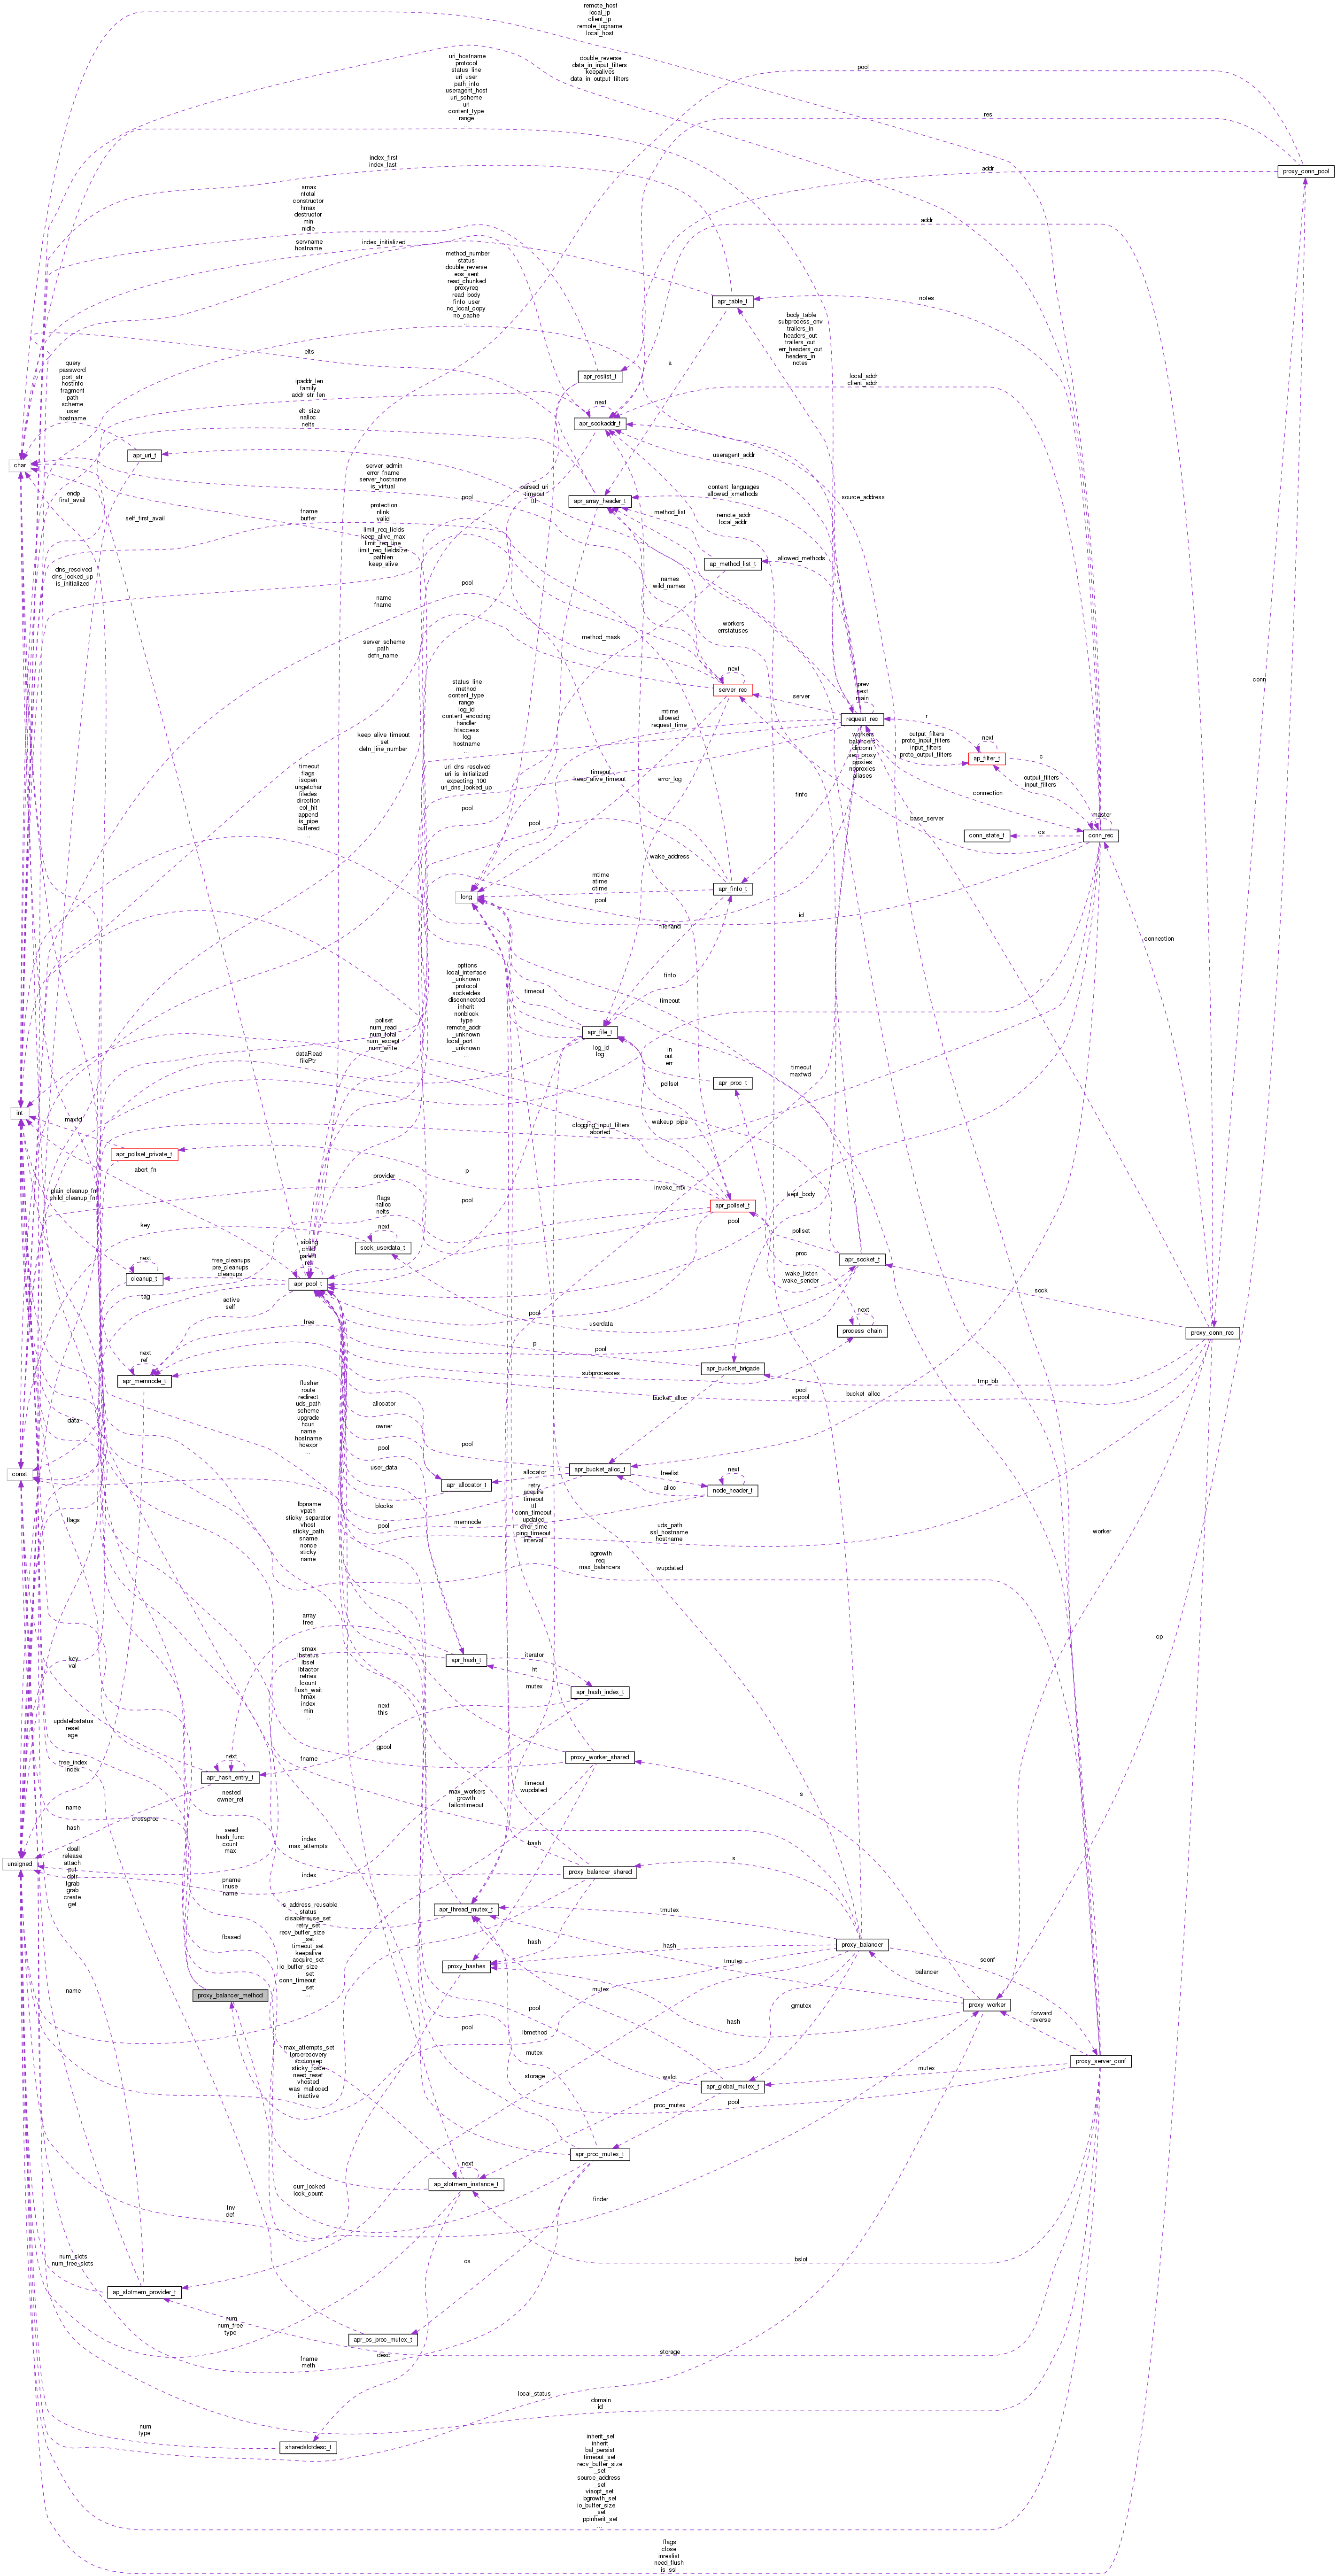 remote_host
local_ip
client_ip
remote_logname
local_host
uri_hostname
protocol
status_line
uri_user
path_info
useragent_host
uri_scheme
uri
content_type
range
...
double_reverse
data_in_input_filters
keepalives
data_in_output_filters
pool
res
addr
proxy_conn_pool
index_first
index_last
smax
ntotal
constructor
hmax
destructor
min
nidle
addr
servname
hostname
index_initialized
method_number
status
double_reverse
eos_sent
read_chunked
proxyreq
read_body
finfo_user
no_local_copy
no_cache
...
apr_table_t
notes
body_table
subprocess_env
trailers_in
headers_out
trailers_out
err_headers_out
headers_in
notes
elts
a
query
password
port_str
hostinfo
fragment
path
scheme
user
hostname
ipaddr_len
family
addr_str_len
apr_reslist_t
next
apr_sockaddr_t
local_addr
client_addr
elt_size
nalloc
nelts
char
apr_uri_t
useragent_addr
server_admin
error_fname
server_hostname
is_virtual
parsed_uri
timeout
ttl
pool
content_languages
allowed_xmethods
source_address
endp
first_avail
apr_array_header_t
self_first_avail
fname
buffer
protection
nlink
valid
method_list
remote_addr
local_addr
limit_req_fields
keep_alive_max
limit_req_line
limit_req_fieldsize
pathlen
keep_alive
ap_method_list_t
allowed_methods
dns_resolved
dns_looked_up
is_initialized
pool
names
wild_names
name
fname
workers
errstatuses
server_scheme
path
defn_name
method_mask
next
server_rec
server
prev
next
main
request_rec
status_line
method
content_type
range
log_id
content_encoding
handler
htaccess
log
hostname
...
mtime
allowed
request_time
r
keep_alive_timeout
_set
defn_line_number
workers
balancers
dirconn
sec_proxy
proxies
noproxies
aliases
output_filters
proto_input_filters
input_filters
proto_output_filters
next
ap_filter_t
c
timeout
flags
isopen
ungetchar
filedes
direction
eof_hit
append
is_pipe
buffered
...
uri_dns_resolved
uri_is_initialized
expecting_100
uri_dns_looked_up
timeout
keep_alive_timeout
error_log
finfo
output_filters
input_filters
connection
master
pool
base_server
conn_state_t
cs
conn_rec
pool
wake_address
long
mtime
atime
ctime
apr_finfo_t
pool
id
filehand
connection
options
local_interface
_unknown
protocol
socketdes
disconnected
inherit
nonblock
type
remote_addr
_unknown
local_port
_unknown
finfo
timeout
timeout
pollset
num_read
num_total
num_except
num_write
apr_file_t
log_id
log
in
out
err
dataRead
filePtr
timeout
maxfwd
apr_proc_t
pollset
int
maxfd
wakeup_pipe
clogging_input_filters
aborted
apr_pollset_private_t
abort_fn
p
provider
plain_cleanup_fn
child_cleanup_fn
invoke_mtx
kept_body
flags
nalloc
nelts
pool
apr_pollset_t
pool
key
next
sock_userdata_t
pollset
proc
apr_socket_t
next
cleanup_t
free_cleanups
pre_cleanups
cleanups
sibling
child
parent
ref
apr_pool_t
wake_listen
wake_sender
sock
tag
active
self
pool
userdata
next
process_chain
proxy_conn_rec
free
p
pool
next
ref
apr_memnode_t
subprocesses
apr_bucket_brigade
tmp_bb
flusher
route
redirect
uds_path
scheme
upgrade
hcuri
name
hostname
hcexpr
...
allocator
bucket_alloc
pool
scpool
bucket_alloc
data
owner
pool
pool
const
user_data
apr_allocator_t
allocator
apr_bucket_alloc_t
freelist
next
node_header_t
alloc
blocks
retry
acquire
timeout
ttl
conn_timeout
updated
error_time
ping_timeout
interval
lbpname
vpath
sticky_separator
vhost
sticky_path
sname
nonce
sticky
name
flags
pool
memnode
uds_path
ssl_hostname
hostname
worker
bgrowth
req
max_balancers
wupdated
array
free
cp
key
val
smax
lbstatus
lbset
lbfactor
retries
fcount
flush_wait
hmax
index
min
...
apr_hash_t
iterator
ht
mutex
apr_hash_index_t
next
this
updatelbstatus
reset
age
gpool
proxy_worker_shared
fname
next
apr_hash_entry_t
free_index
index
nested
owner_ref
timeout
wupdated
max_workers
growth
failontimeout
s
name
crossproc
hash
seed
hash_func
count
max
index
max_attempts
hash
unsigned
index
proxy_balancer_shared
s
doall
release
attach
put
dptr
fgrab
grab
create
get
pname
inuse
name
is_address_reusable
status
disablereuse_set
retry_set
recv_buffer_size
_set
timeout_set
keepalive
acquire_set
io_buffer_size
_set
conn_timeout
_set
...
apr_thread_mutex_t
tmutex
fbased
hash
proxy_balancer
hash
tmutex
sconf
proxy_hashes
balancer
proxy_balancer_method
name
mutex
gmutex
proxy_worker
pool
hash
forward
reverse
lbmethod
max_attempts_set
forcerecovery
scolonsep
sticky_force
need_reset
vhosted
was_malloced
inactive
pool
mutex
proxy_server_conf
mutex
storage
wslot
apr_global_mutex_t
proc_mutex
pool
apr_proc_mutex_t
next
ap_slotmem_instance_t
curr_locked
lock_count
finder
fnv
def
bslot
num_slots
num_free_slots
os
ap_slotmem_provider_t
num
num_free
type
apr_os_proc_mutex_t
desc
storage
fname
meth
local_status
domain
id
num
type
sharedslotdesc_t
inherit_set
inherit
bal_persist
timeout_set
recv_buffer_size
_set
source_address
_set
viaopt_set
bgrowth_set
io_buffer_size
_set
ppinherit_set
...
flags
close
inreslist
need_flush
is_ssl
conn